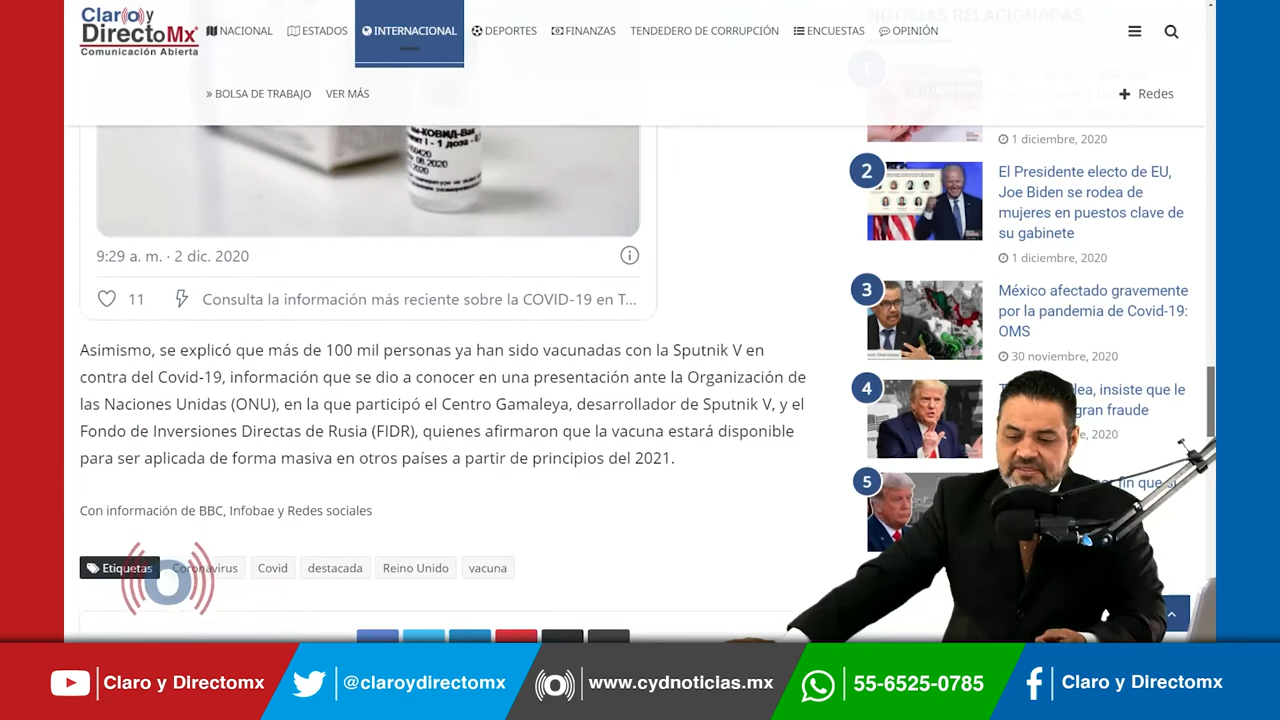 Claro y
DirectoMx
Comunicación Abierta
NACIONAL
ESTADOS
INTERNACIONAL
DEPORTES
FINANZAS
TENDEDERO DE CORRUPCIÓN
ENCUESTAS
OPINIÓN
BOLSA DE TRABAJO
VER MÁS
Redes
NOTICIAS RELACIONADAS
1
1 diciembre, 2020
2
El Presidente electo de EU,
Joe Biden se rodea de
mujeres en puestos clave de
su gabinete
1 diciembre, 2020
3
México afectado gravemente
por la pandemia de Covid-19:
OMS
30 noviembre, 2020
4
insiste que le
gran fraude
2020
5
fin que
9:29 a. m. · 2 dic. 2020
11
Consulta la información más reciente sobre la COVID-19 en T...
Asimismo, se explicó que más de 100 mil personas ya han sido vacunadas con la Sputnik V en
contra del Covid-19, información que se dio a conocer en una presentación ante la Organización de
las Naciones Unidas (ONU), en la que participó el Centro Gamaleya, desarrollador de Sputnik V, y el
Fondo de Inversiones Directas de Rusia (FIDR), quienes afirmaron que la vacuna estará disponible
para ser aplicada de forma masiva en otros países a partir de principios del 2021.
Con información de BBC, Infobae y Redes sociales
Etiquetas
Coronavirus
Covid
destacada
Reino Unido
vacuna
Claro y Directomx
@claroydirectomx
www.cydnoticias.mx
55-6525-0785
Claro y Directomx